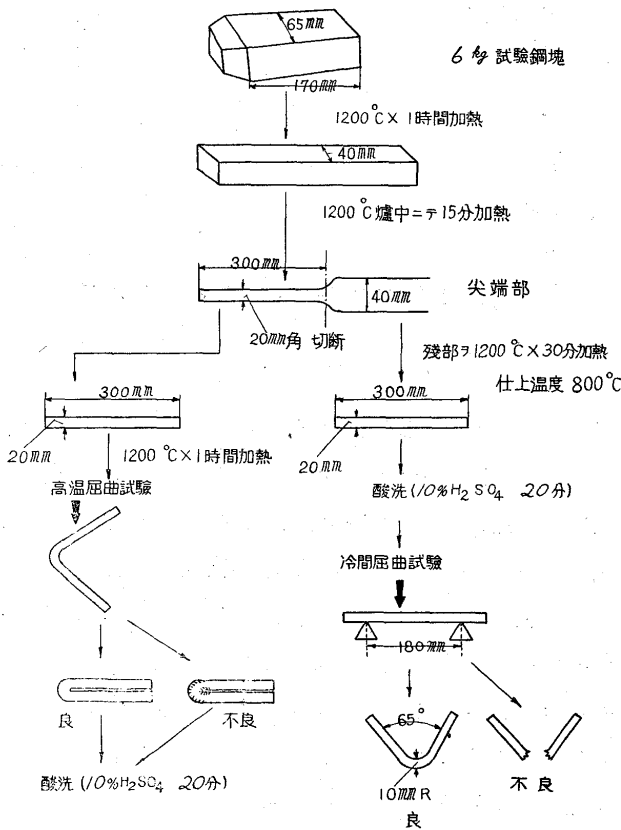 65mm
6 kg 試驗鋼塊
170mm
1200°C×1時間加熱
40mm
1200°C 爐中ニテ15分加熱
300mm
40mm
尖端部
20mm角 切断
殘部ヲ1200°C×30分加熱
仕上温度 800°C
300mm
20mm
1200°C×1時間加熱
高温屈曲試驗
良
不良
酸洗(10%H₂SO₄ 20分)
300mm
20mm
酸洗(10%H₂SO₄ 20分)
冷間屈曲試驗
180mm
65°
10mm R
良
不良